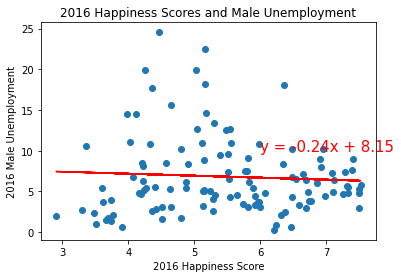 2016 Happiness Scores and Male Unemployment
25
20
15
10
5
0
2016 Male Unemployment
y = -0.24x + 8.15
3
4
5
6
7
2016 Happiness Score